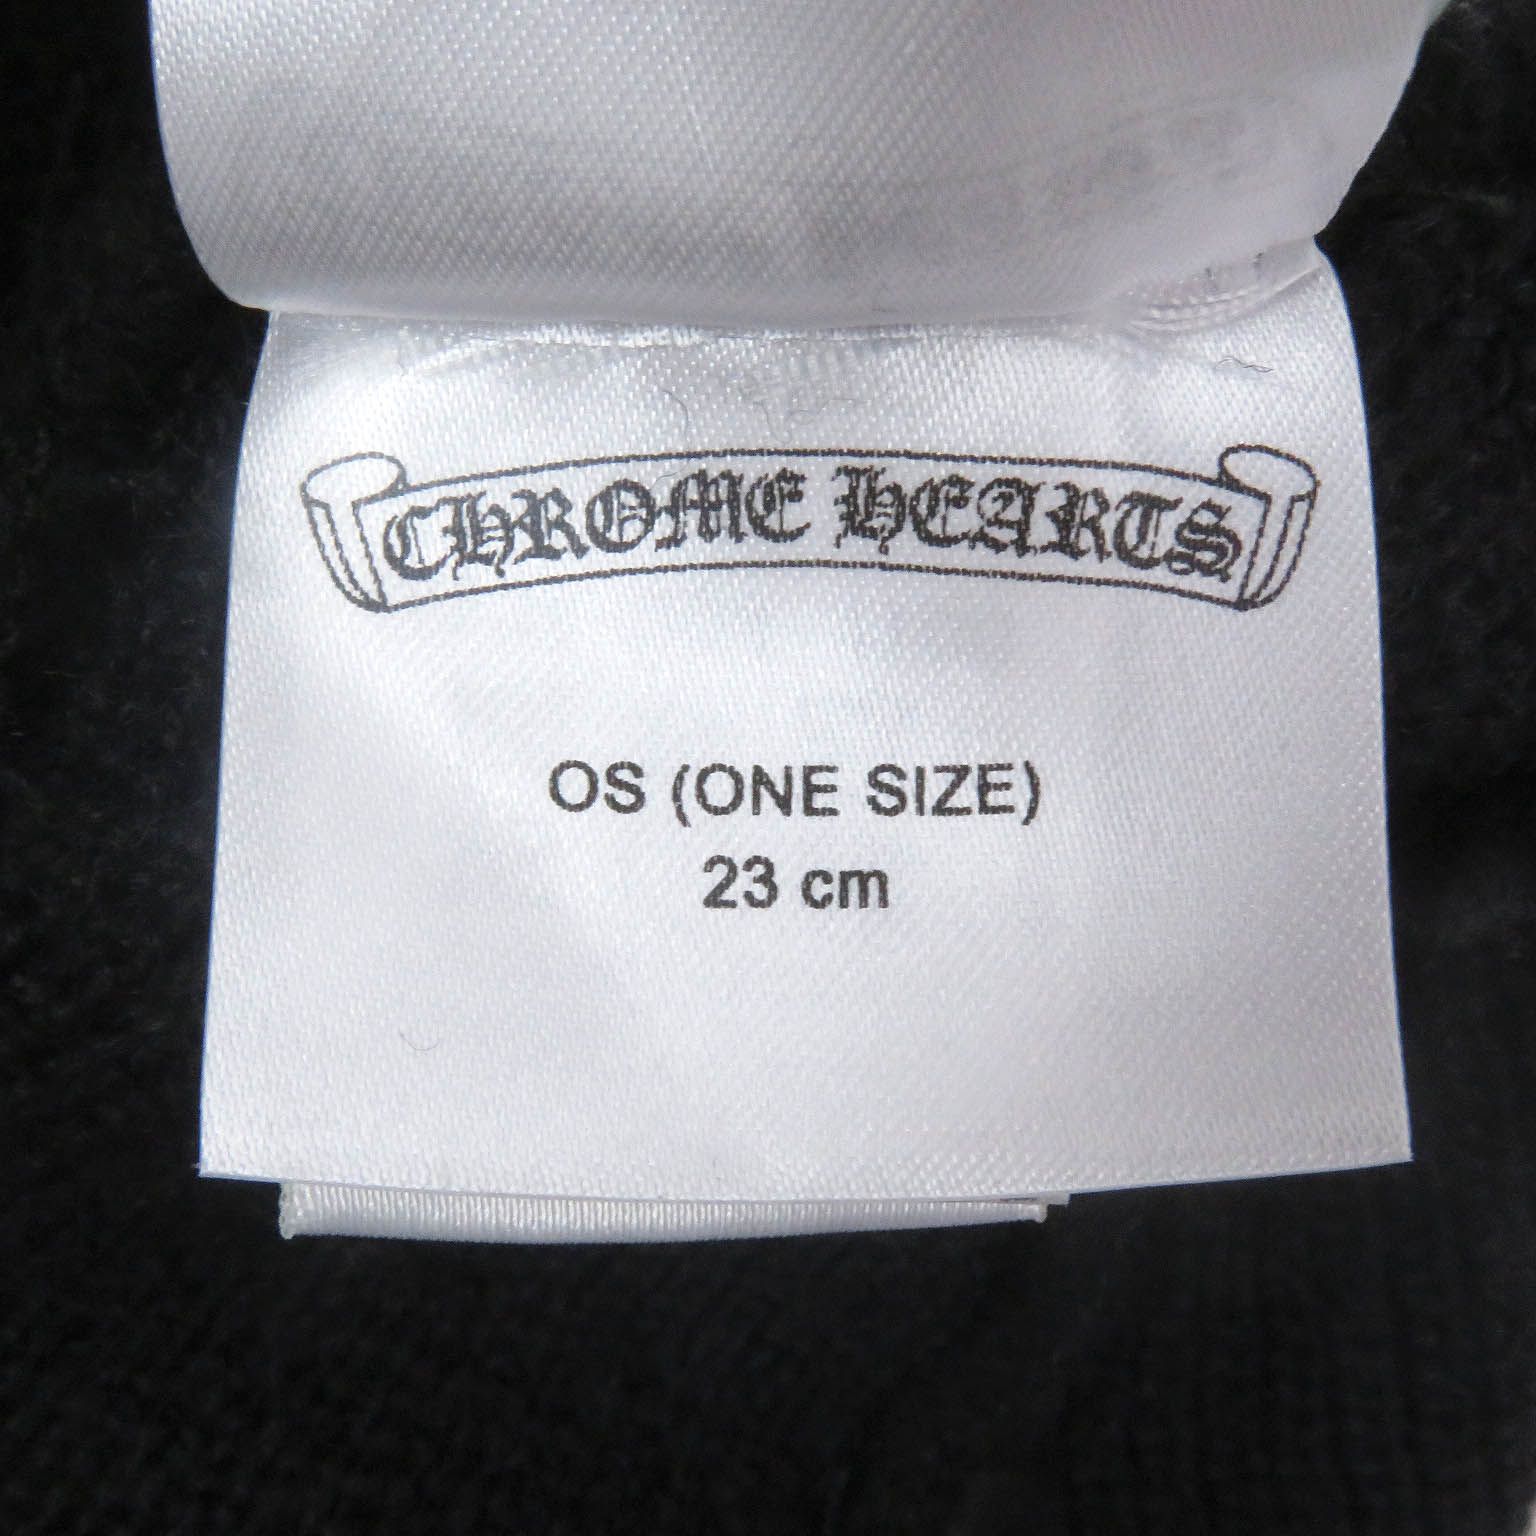 CHROME HEARTS
OS (ONE SIZE)
23 cm